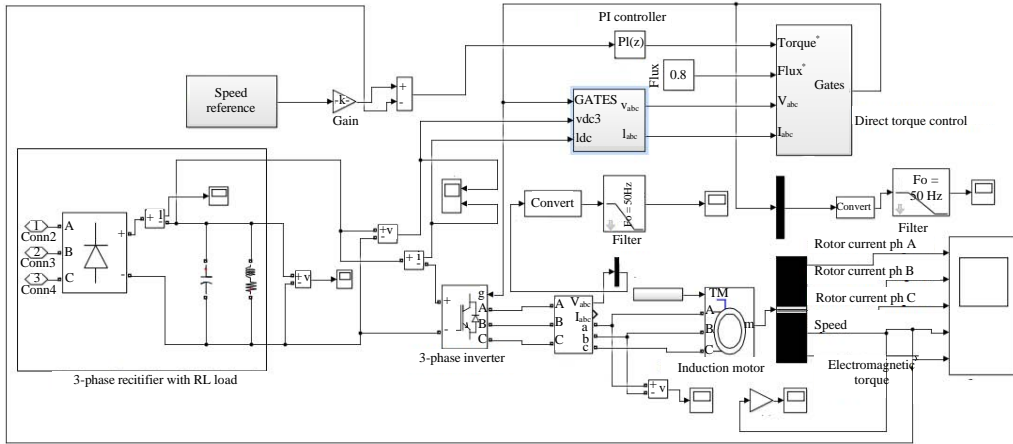 PI controller
PI(z)
Torque*
Flux
0.8
Flux*
Gates
Vabc
Iabc
Direct torque control
Speed
reference
-k-
Gain
+
-
GATES
vdc3
Idc
vabc
Iabc
1
Conn2
2
Conn3
3
Conn4
A
B
C
+
-
+ i
-
+v
-
3-phase recitifier with RL load
+v
-
+ i
-
Convert
Fo = 50Hz
Filter
Convert
Fo =
50 Hz
Filter
+
-
g
A
B
C
3-phase inverter
A
B
C
Vabc
Iabc
a
b
c
TM
A
B
C
m
Induction motor
+ v
-
Rotor current ph A
Rotor current ph B
Rotor current ph C
Speed
Electromagnetic
torque